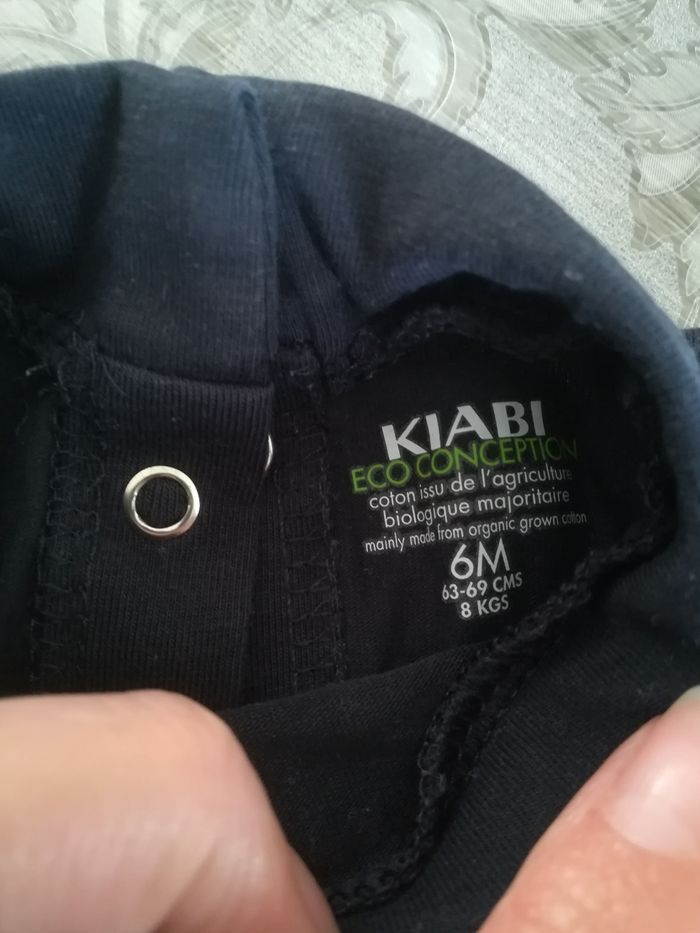 KIABI
ECO CONCEPTION
coton issu de l'agriculture
biologique majoritaire
mainly made from organic grown cotton
6M
63-69 CMS
8 KGS